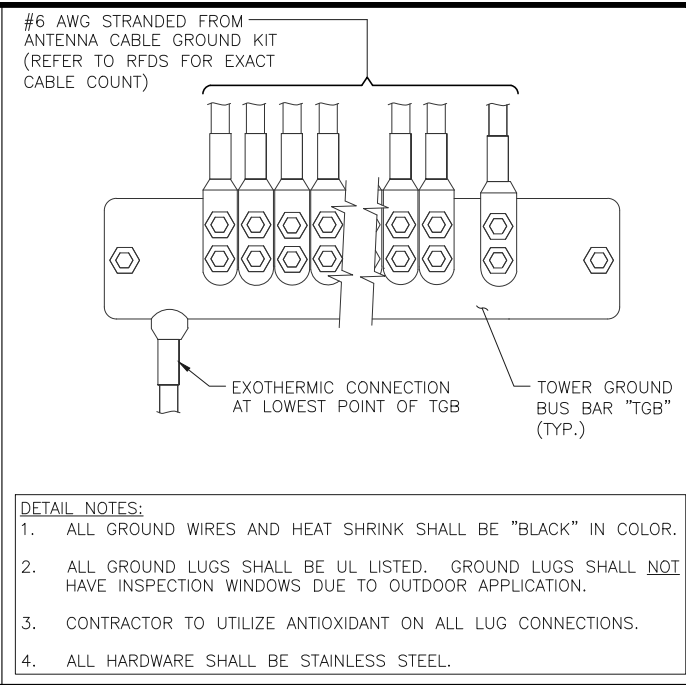 #6 AWG STRANDED FROM
ANTENNA CABLE GROUND KIT
(REFER TO RFDS FOR EXACT
CABLE COUNT)
EXOTHERMIC CONNECTION
AT LOWEST POINT OF TGB
TOWER GROUND
BUS BAR "TGB"
(TYP.)
DETAIL NOTES:
1. ALL GROUND WIRES AND HEAT SHRINK SHALL BE "BLACK" IN COLOR.
2. ALL GROUND LUGS SHALL BE UL LISTED. GROUND LUGS SHALL NOT
HAVE INSPECTION WINDOWS DUE TO OUTDOOR APPLICATION.
3. CONTRACTOR TO UTILIZE ANTIOXIDANT ON ALL LUG CONNECTIONS.
4. ALL HARDWARE SHALL BE STAINLESS STEEL.